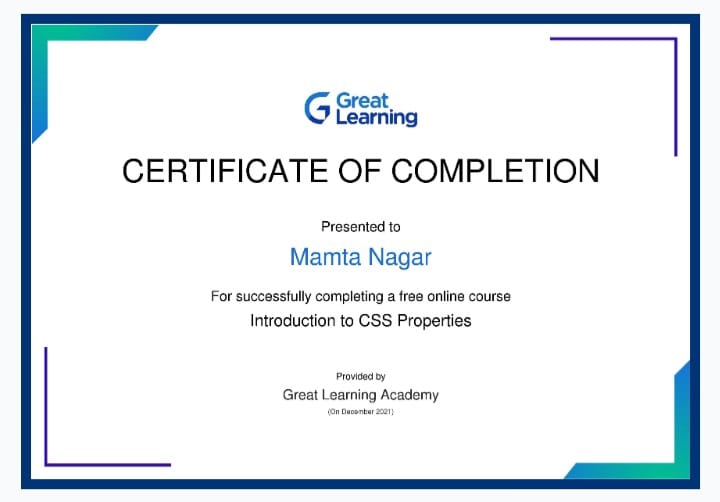 Great
Learning
CERTIFICATE OF COMPLETION
Presented to
Mamta Nagar
For successfully completing a free online course
Introduction to CSS Properties
Provided by
Great Learning Academy
(On December 2021)